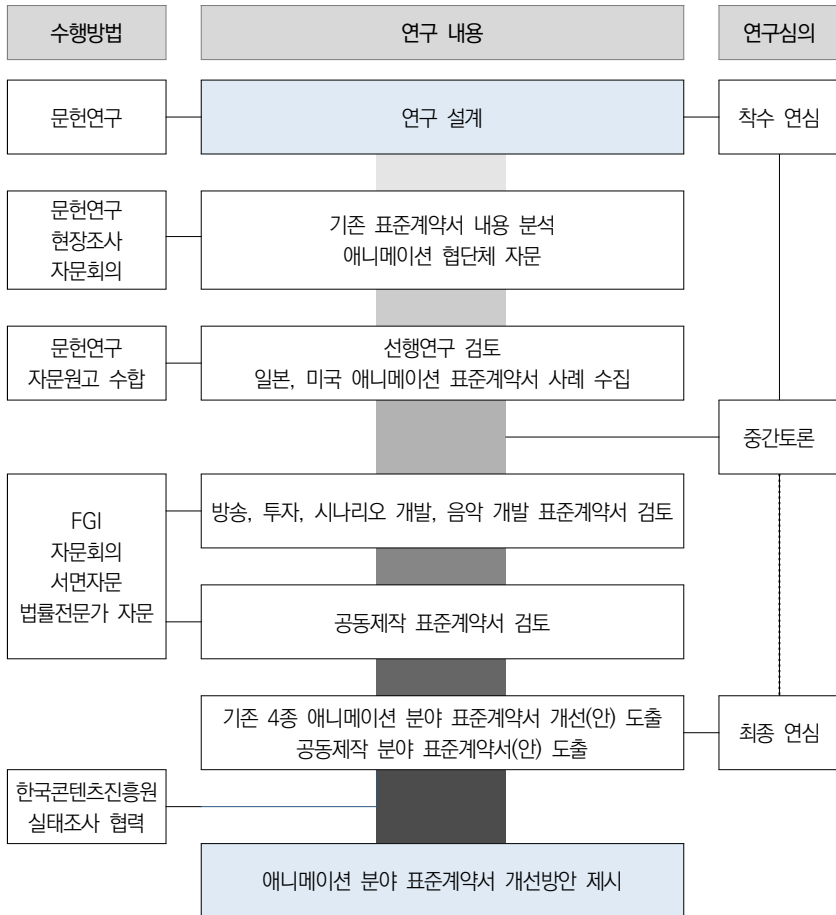 수행방법
연구 내용
연구심의
문헌연구
연구 설계
착수 연심
문헌연구
현장조사
자문회의
기존 표준계약서 내용 분석
애니메이션 협단체 자문
문헌연구
자문원고 수합
선행연구 검토
일본, 미국 애니메이션 표준계약서 사례 수집
중간토론
FGI
자문회의
서면자문
법률전문가 자문
방송, 투자, 시나리오 개발, 음악 개발 표준계약서 검토
공동제작 표준계약서 검토
기존 4종 애니메이션 분야 표준계약서 개선(안) 도출
공동제작 분야 표준계약서(안) 도출
최종 연심
한국콘텐츠진흥원
실태조사 협력
애니메이션 분야 표준계약서 개선방안 제시